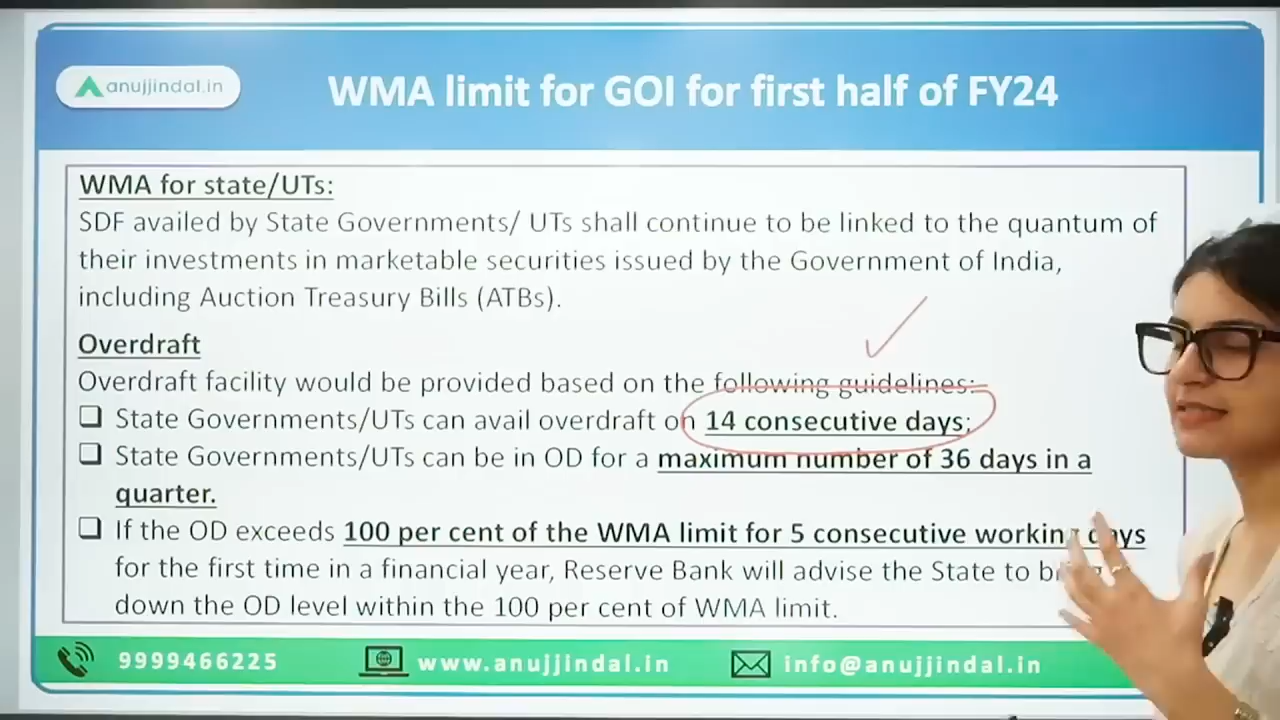 anujjindal.in
WMA limit for GOI for first half of FY24
WMA for state/UTs:
SDF availed by State Governments/ UTs shall continue to be linked to the quantum of
their investments in marketable securities issued by the Government of India,
including Auction Treasury Bills (ATBs).
Overdraft
Overdraft facility would be provided based on the following guidelines:
State Governments/UTs can avail overdraft on 14 consecutive days;
State Governments/UTs can be in OD for a maximum number of 36 days in a
quarter.
If the OD exceeds 100 per cent of the WMA limit for 5 consecutive working days
for the first time in a financial year, Reserve Bank will advise the State to
down the OD level within the 100 per cent of WMA limit.
9999466225
www.anujjindal.in
info@anujjindal.in